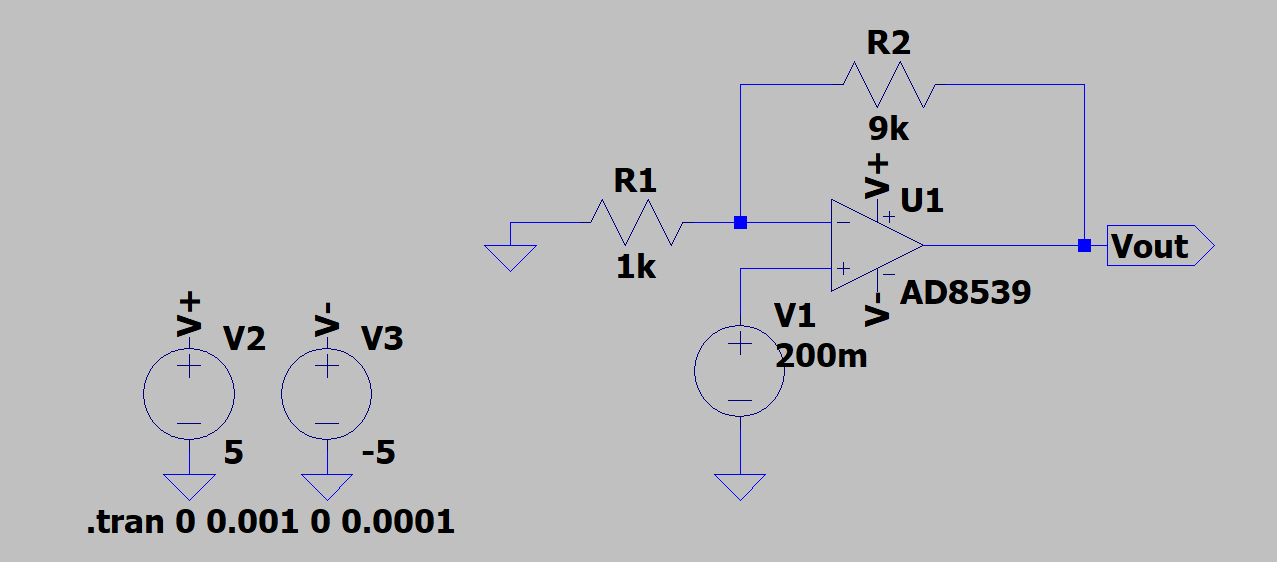 R2
9k
V+
U1
R1
1k
Vout
V-
AD8539
V1
200m
V+
V2
V-
V3
5
-5
.tran 0 0.001 0 0.0001